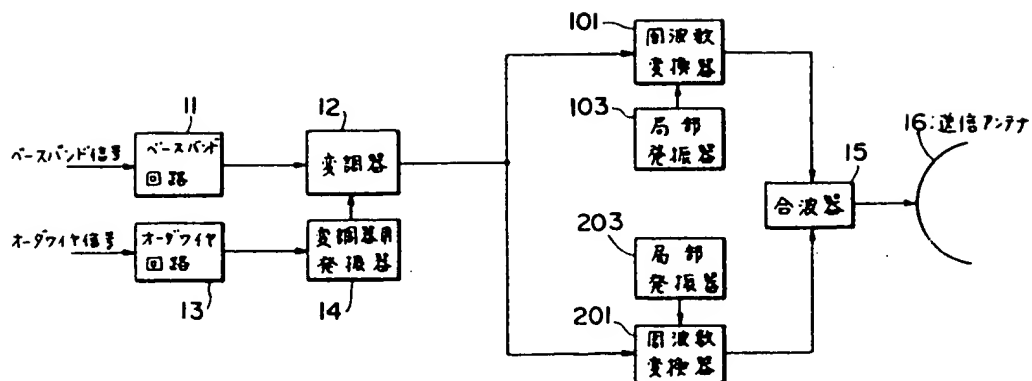 101
周波数
変換器
103
局部
発振器
16:送信アンテナ
11
12
15
ベースバンド信号
ベースバンド
回路
変調器
合波器
オーダワイヤ信号
オーダワイヤ
回路
変調器用
発振器
203
局部
発振器
13
14
201
周波数
変換器